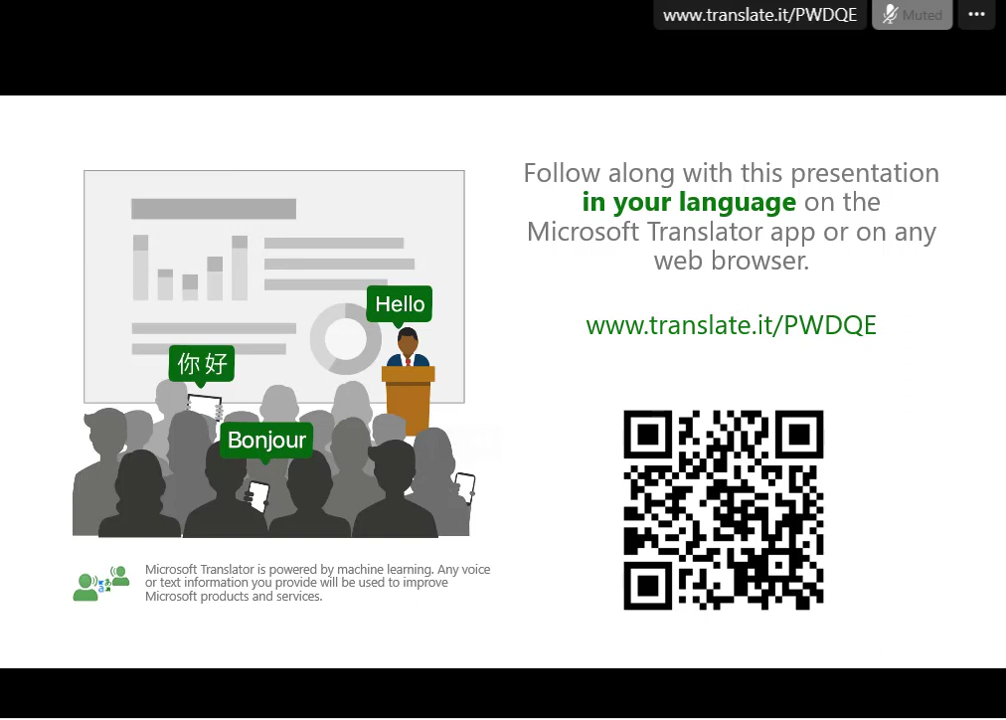 www.translate.it/PWDQE
Muted
Follow along with this presentation
in your language on the
Microsoft Translator app or on any
web browser.
www.translate.it/PWDQE
Hello
你好
Bonjour
Microsoft Translator is powered by machine learning. Any voice
or text information you provide will be used to improve
Microsoft products and services.